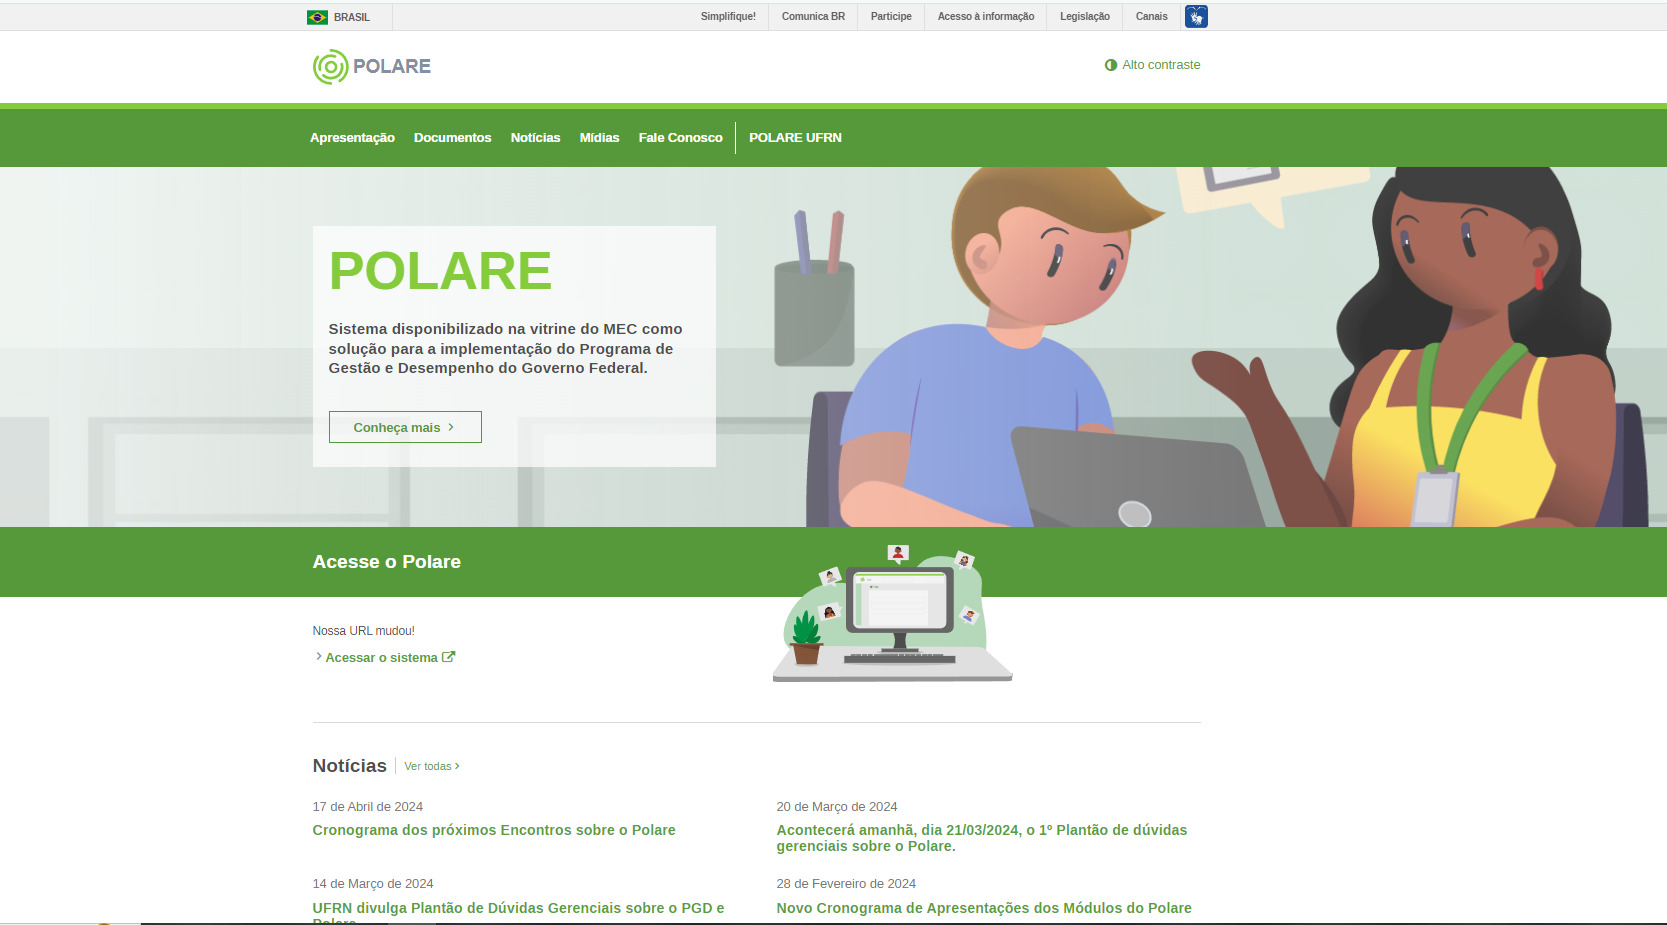 BRASIL
Simplifique!
Comunica BR
Participe
Acesso à informação
Legislação
Canais
POLARE
Alto contraste
Apresentação
Documentos
Notícias
Mídias
Fale Conosco
POLARE UFRN
POLARE
Sistema disponibilizado na vitrine do MEC como
solução para a implementação do Programa de
Gestão e Desempenho do Governo Federal.
Conheça mais
Acesse o Polare
Nossa URL mudou!
Acessar o sistema
Notícias
Ver todas
17 de Abril de 2024
Cronograma dos próximos Encontros sobre o Polare
20 de Março de 2024
Acontecerá amanhã, dia 21/03/2024, o 1º Plantão de dúvidas
gerenciais sobre o Polare.
14 de Março de 2024
UFRN divulga Plantão de Dúvidas Gerenciais sobre o PGD e
Polare
28 de Fevereiro de 2024
Novo Cronograma de Apresentações dos Módulos do Polare